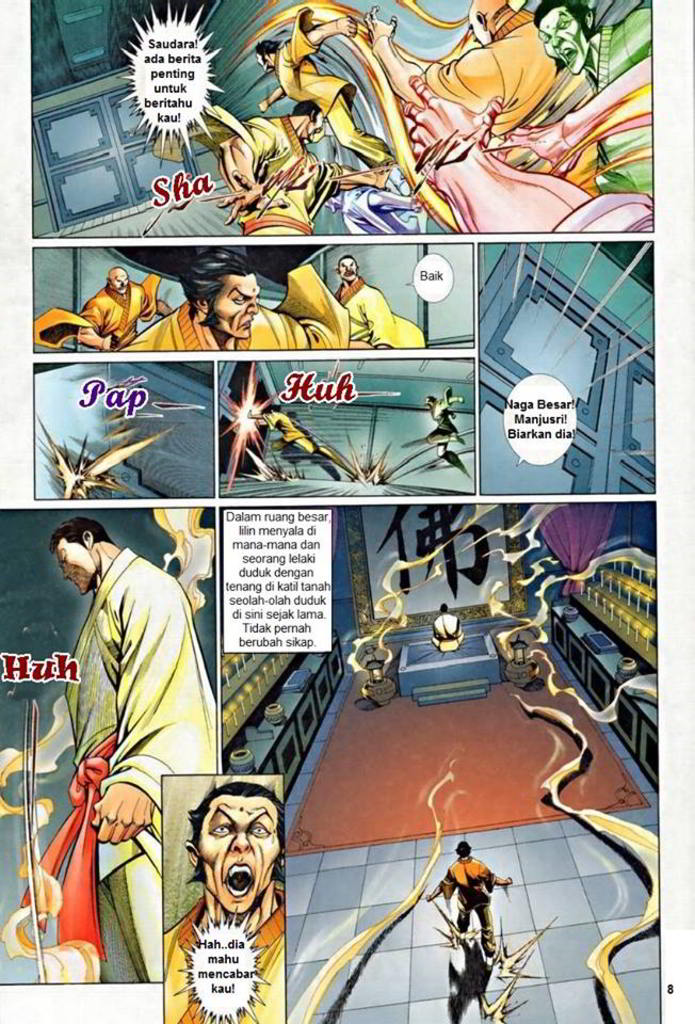 Saudara!
ada berita
penting
untuk
beritahu
kau!
Sha
Baik
Pap
Huh
Naga Besar!
Manjusri!
Biarkan dia!
Huh
Dalam ruang besar,
lilin menyala di
mana-mana dan
seorang lelaki
duduk dengan
tenang di katil tanah
seolah-olah duduk
di sini sejak lama.
Tidak pernah
berubah sikap.
佛
Hah..dia
mahu
mencabar
kau!
8